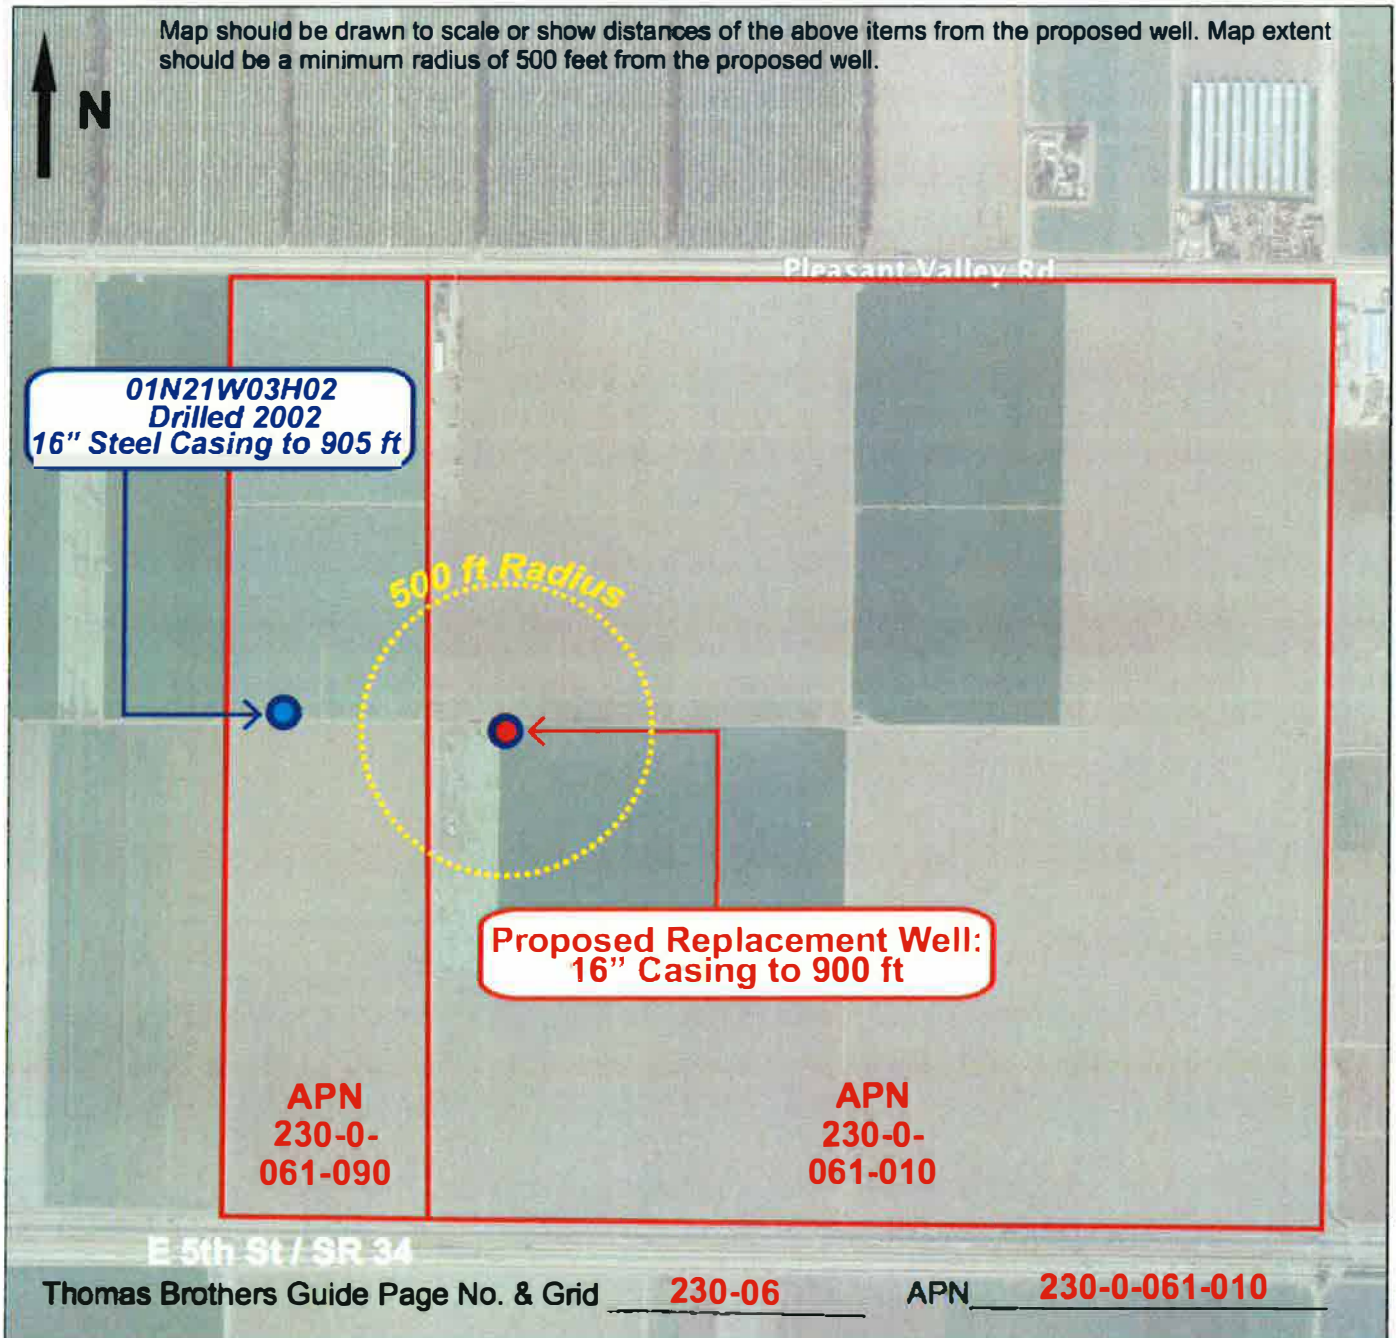 Map should be drawn to scale or show distances of the above items from the proposed well. Map extent
should be a minimum radius of 500 feet from the proposed well.
N
Pleasant Valley Rd
01N21W03H02
Drilled 2002
16" Steel Casing to 905 ft
500 ft Radius
Proposed Replacement Well:
16" Casing to 900 ft
APN
230-0-
061-090
APN
230-0-
061-010
E 5th St / SR 34
Thomas Brothers Guide Page No. & Grid 230-06 APN 230-0-061-010